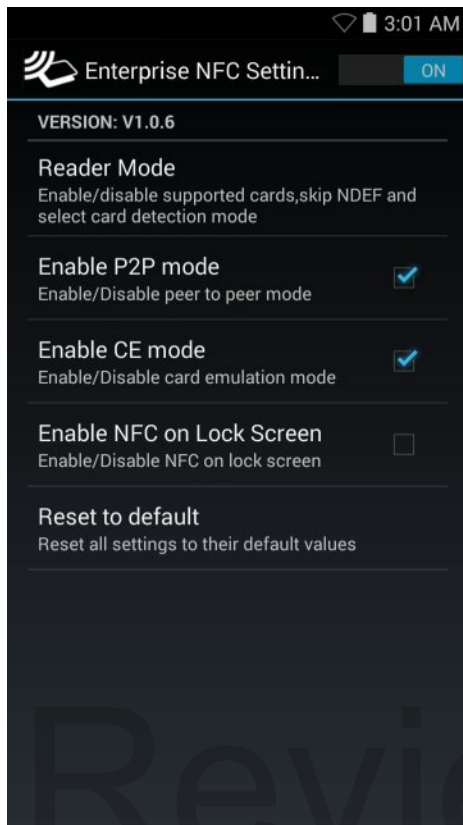 3:01 AM
Enterprise NFC Settin...
ON
VERSION: V1.0.6
Reader Mode
Enable/disable supported cards,skip NDEF and
select card detection mode
Enable P2P mode
Enable/Disable peer to peer mode
Enable CE mode
Enable/Disable card emulation mode
Enable NFC on Lock Screen
Enable/Disable NFC on lock screen
Reset to default
Reset all settings to their default values